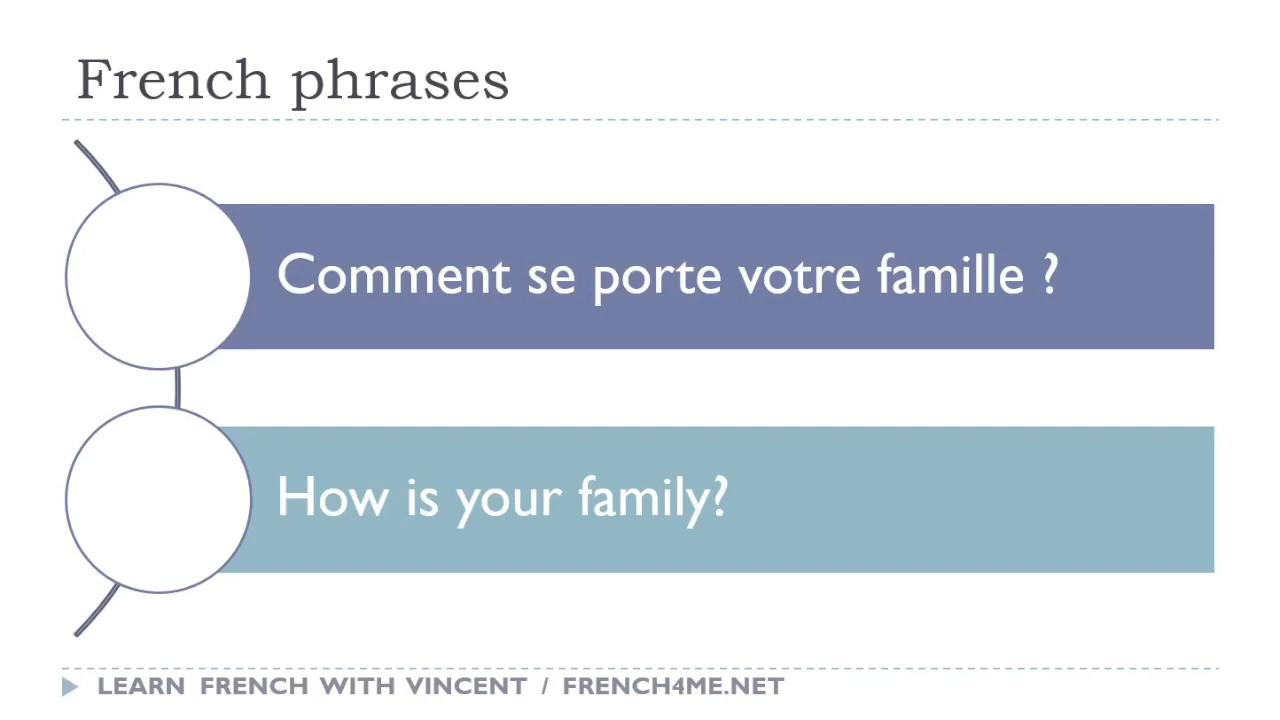 French phrases
Comment se porte votre famille ?
How is your family?
LEARN FRENCH WITH VINCENT / FRENCH4ME.NET